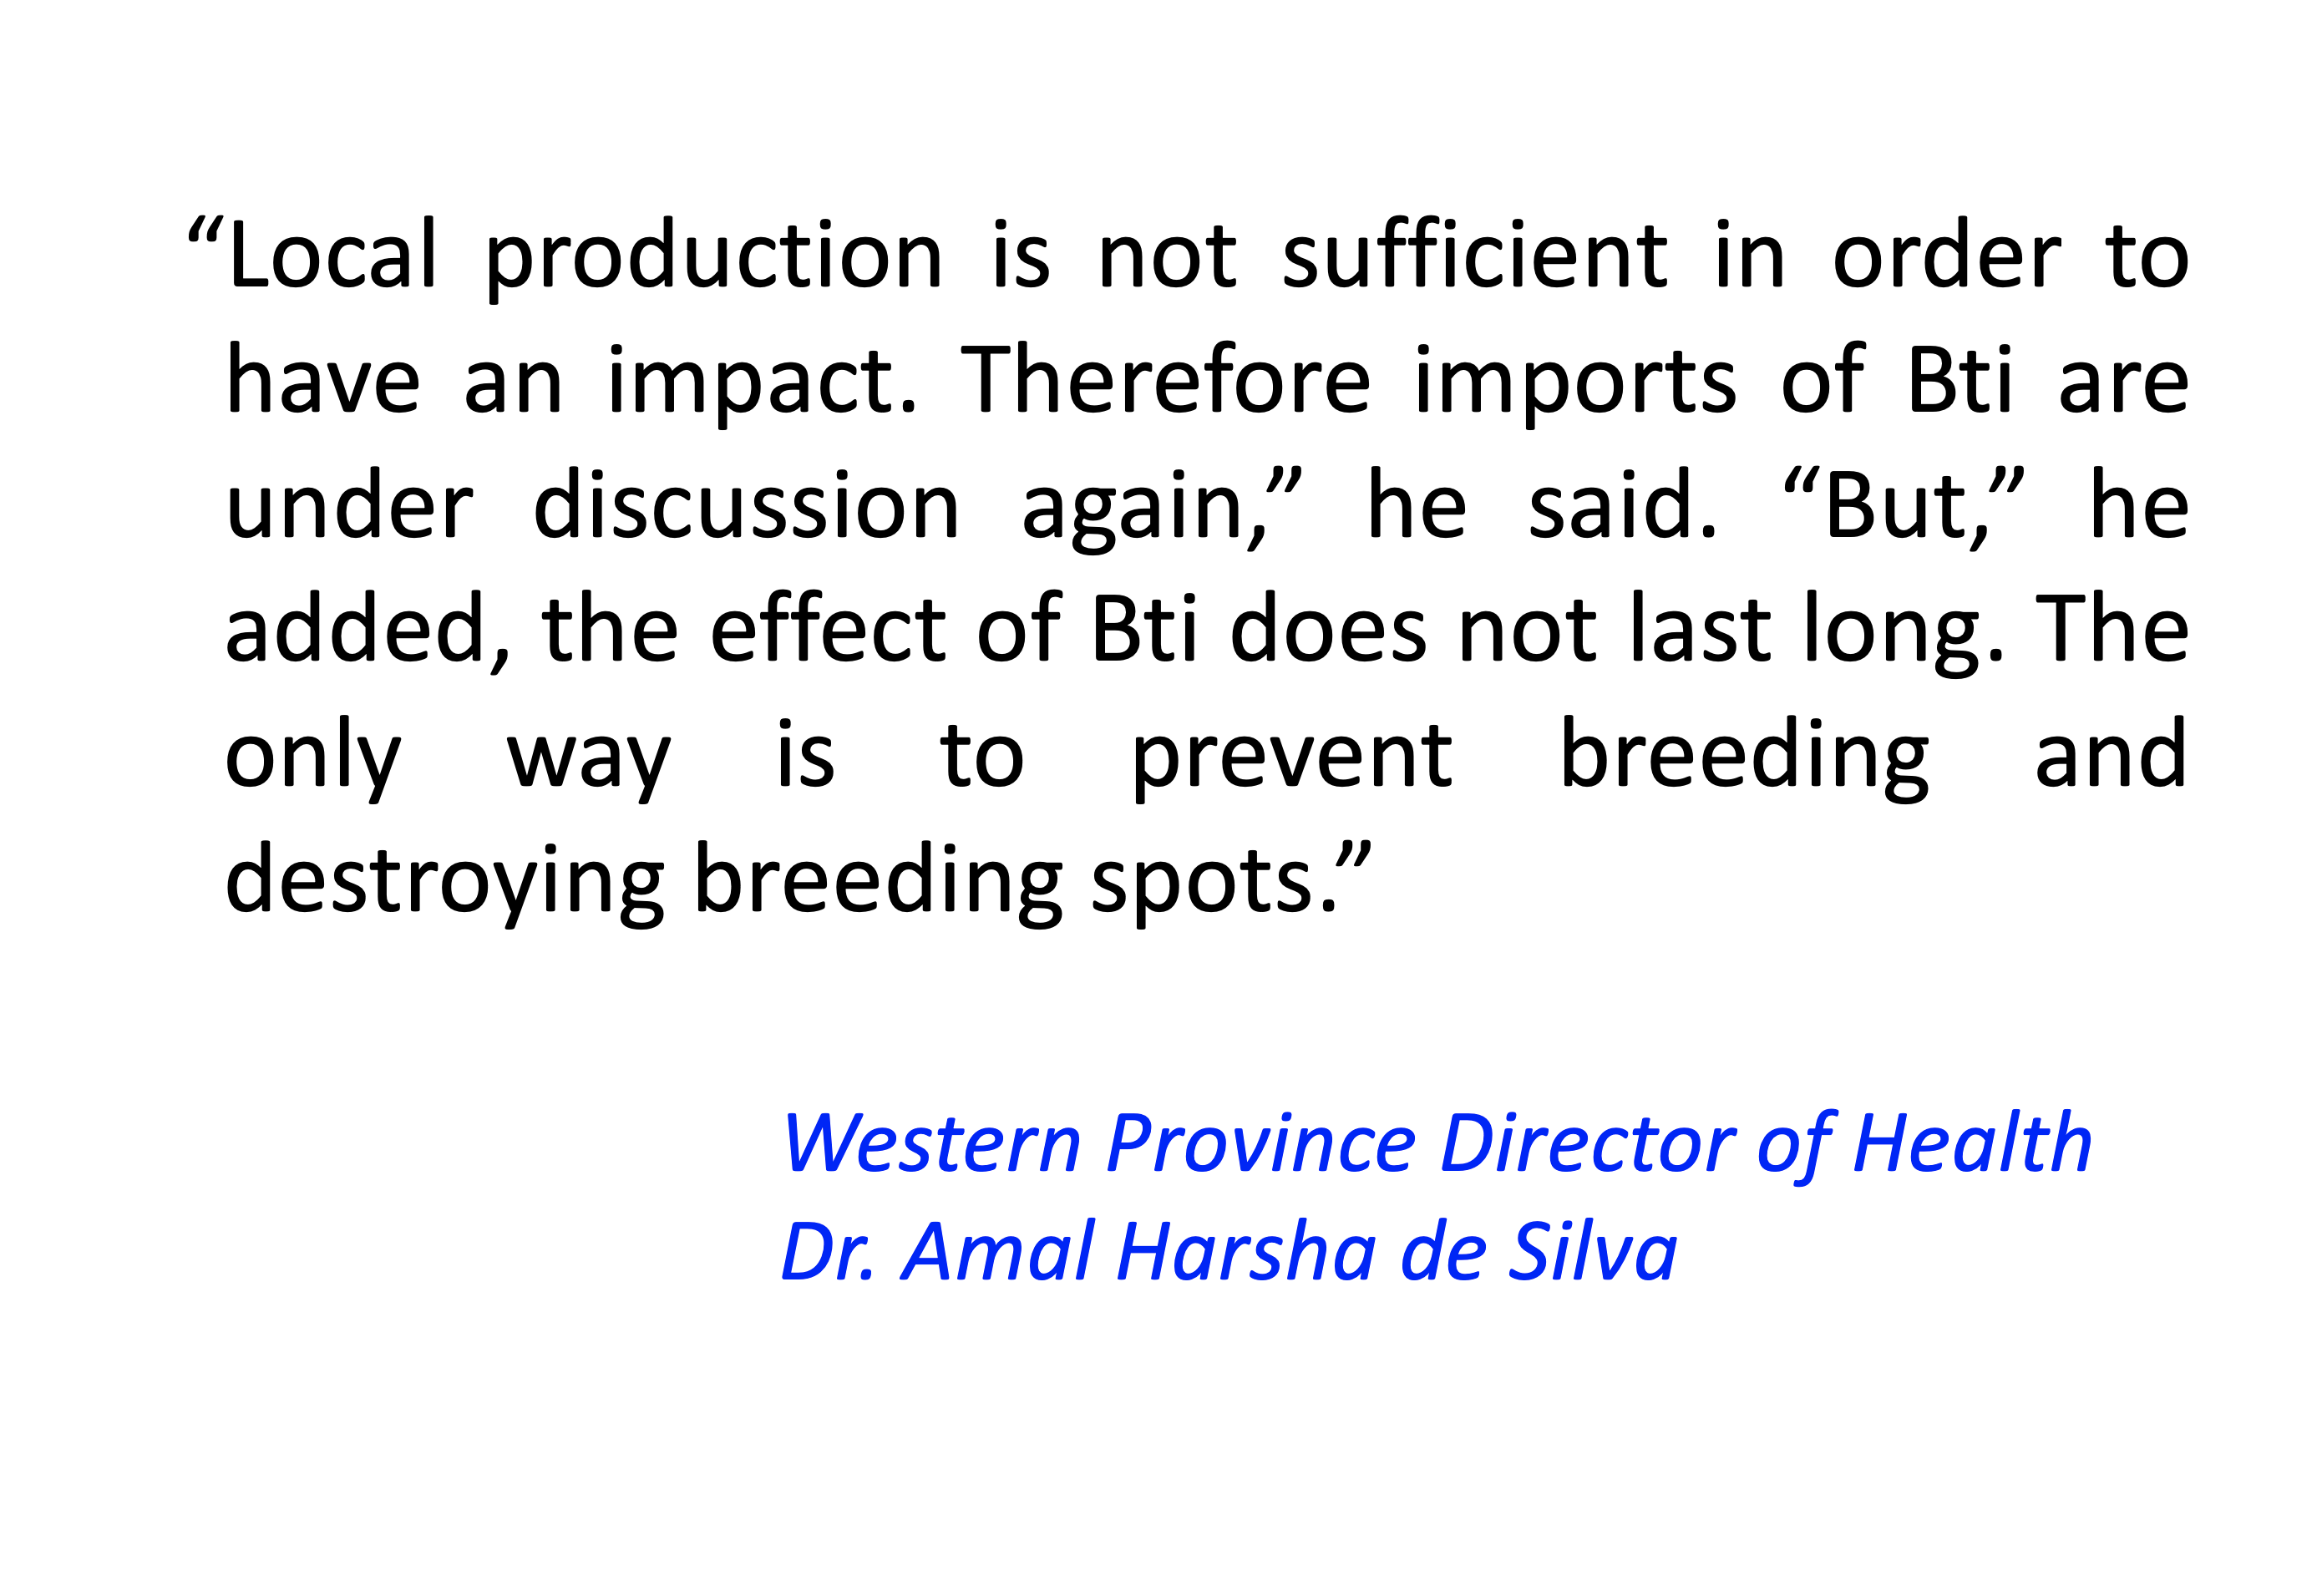 “Local production is not sufficient in order to
have an impact. Therefore imports of Bti are
under discussion again,” he said. “But,” he
added, the effect of Bti does not last long. The
only way is to prevent breeding and
destroying breeding spots.”
Western Province Director of Health
Dr. Amal Harsha de Silva